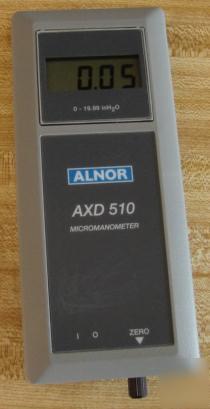 0.05
0 - 19.99 inH₂O
ALNOR
AXD 510
MICROMANOMETER
I O ZERO